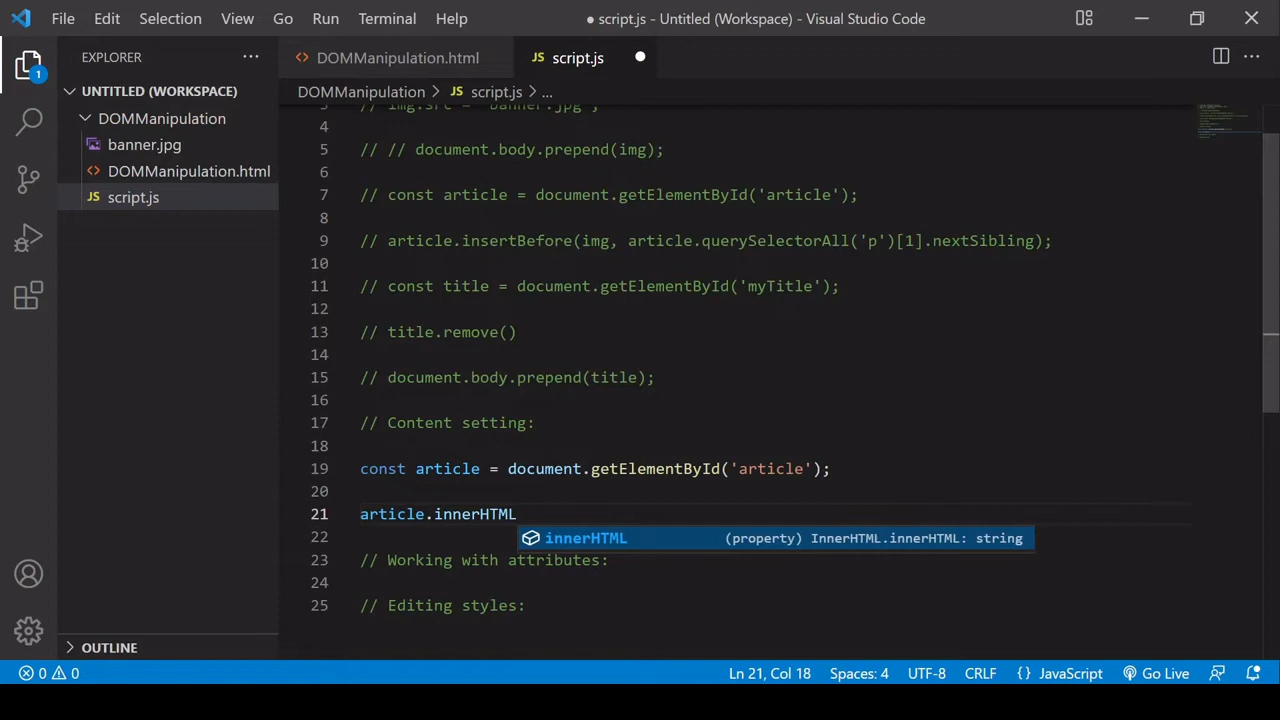 File Edit Selection View Go Run Terminal Help ● script.js - Untitled (Workspace) - Visual Studio Code
EXPLORER ...
1
UNTITLED (WORKSPACE)
DOMManipulation
banner.jpg
<> DOMManipulation.html
JS script.js
OUTLINE
<> DOMManipulation.html JS script.js ● ...
DOMManipulation > JS script.js > ...
3 // img.src = 'banner.jpg';
4
5 // // document.body.prepend(img);
6
7 // const article = document.getElementById('article');
8
9 // article.insertBefore(img, article.querySelectorAll('p')[1].nextSibling);
10
11 // const title = document.getElementById('myTitle');
12
13 // title.remove()
14
15 // document.body.prepend(title);
16
17 // Content setting:
18
19 const article = document.getElementById('article');
20
21 article.innerHTML
innerHTML (property) InnerHTML.innerHTML: string
22
23 // Working with attributes:
24
25 // Editing styles:
0 0 Ln 21, Col 18 Spaces: 4 UTF-8 CRLF {} JavaScript Go Live